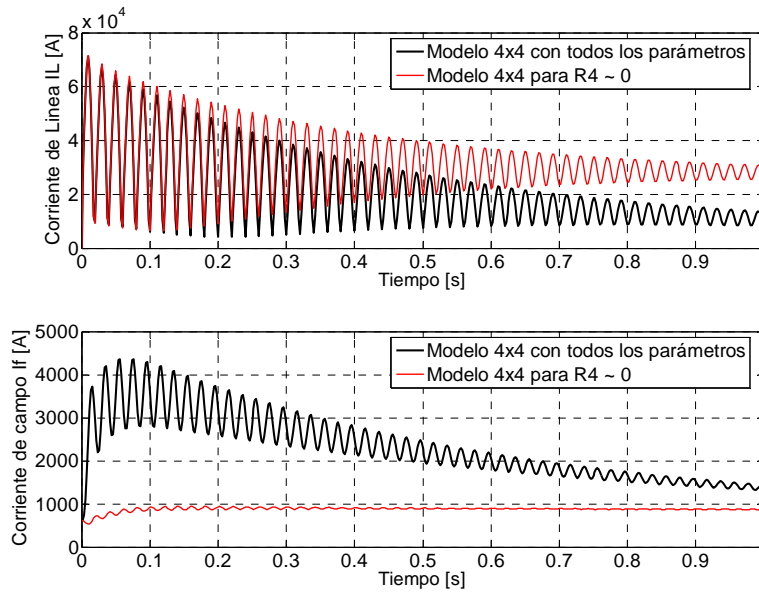 8 x 10⁴
6
4
2
0
Corriente de Linea IL [A]
Modelo 4x4 con todos los parámetros
Modelo 4x4 para R4 ~ 0
0 0.1 0.2 0.3 0.4 0.5 0.6 0.7 0.8 0.9
Tiempo [s]
5000
4000
3000
2000
1000
0
Corriente de campo If [A]
Modelo 4x4 con todos los parámetros
Modelo 4x4 para R4 ~ 0
0 0.1 0.2 0.3 0.4 0.5 0.6 0.7 0.8 0.9
Tiempo [s]